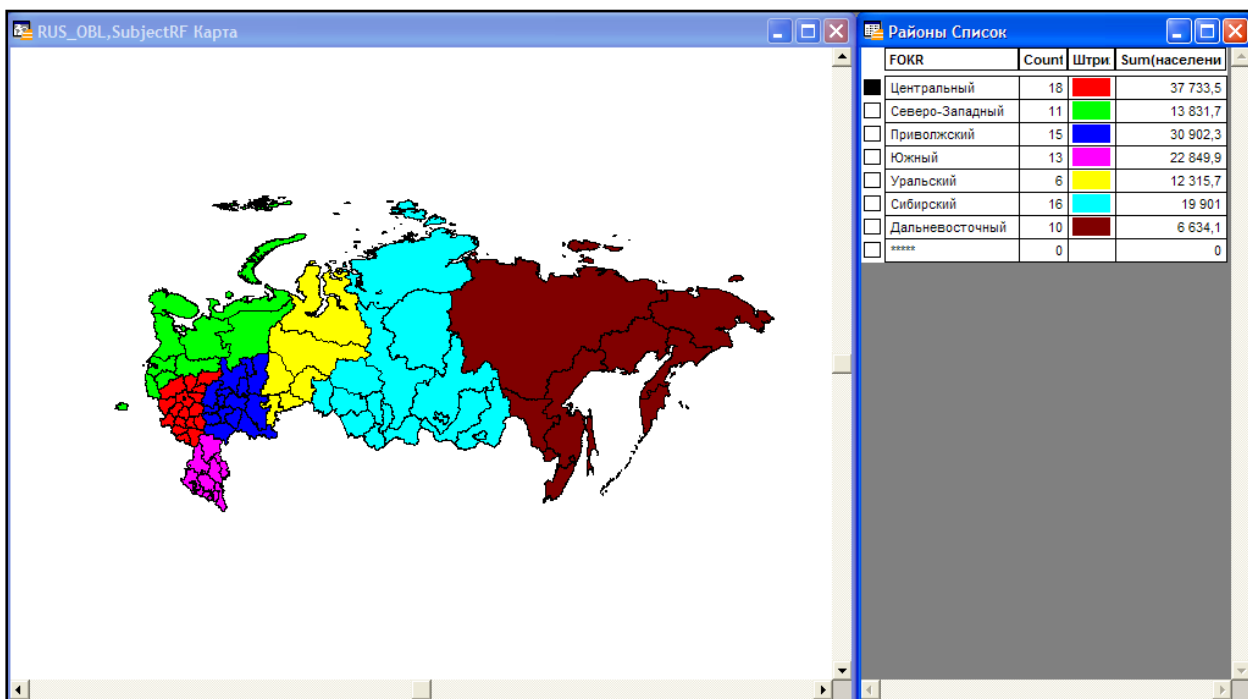 RUS_OBL,SubjectRF Карта
Районы Список
FOKR Count Штри Sum(населени
Центральный 18 37 733,5
Северо-Западный 11 13 831,7
Приволжский 15 30 902,3
Южный 13 22 849,9
Уральский 6 12 315,7
Сибирский 16 19 901
Дальневосточный 10 6 634,1
***** 0 0